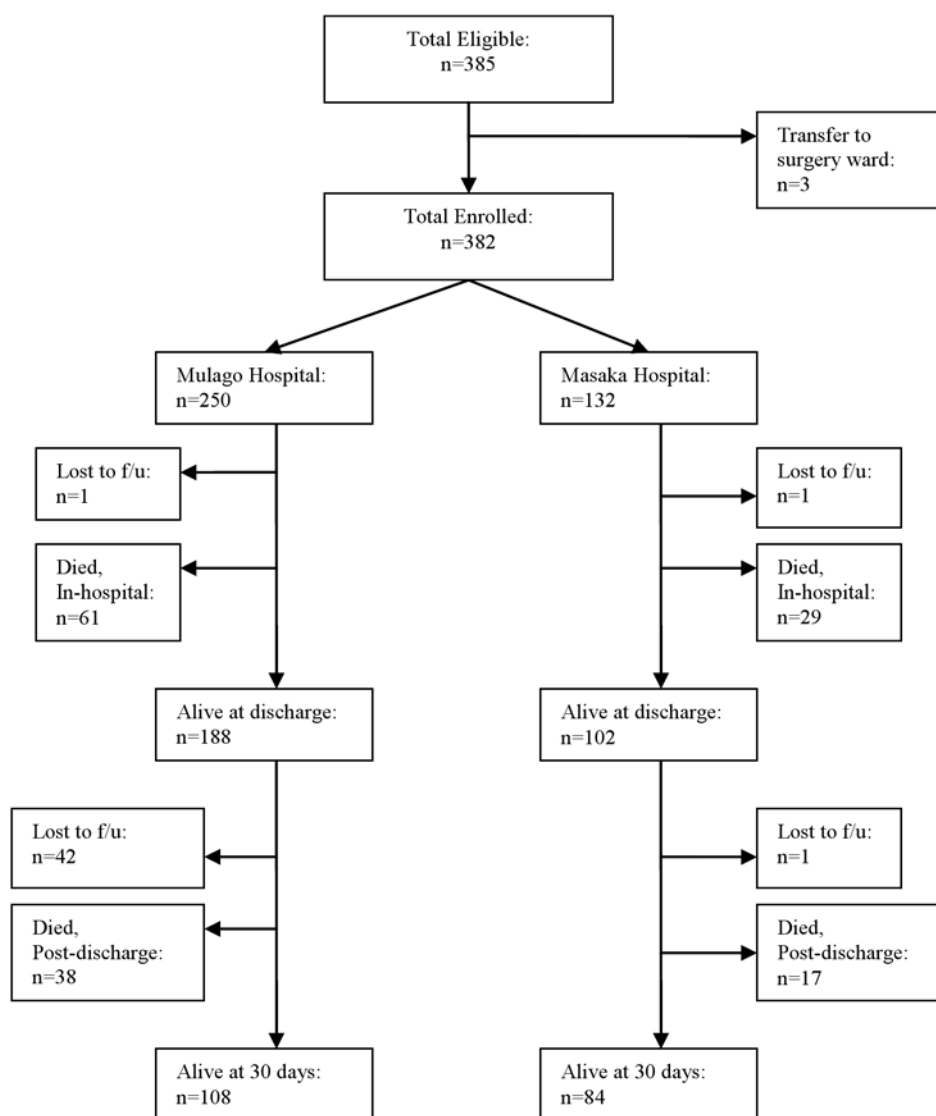 Total Eligible:
n=385
Transfer to
surgery ward:
n=3
Total Enrolled:
n=382
Mulago Hospital:
n=250
Masaka Hospital:
n=132
Lost to f/u:
n=1
Lost to f/u:
n=1
Died,
In-hospital:
n=61
Died,
In-hospital:
n=29
Alive at discharge:
n=188
Alive at discharge:
n=102
Lost to f/u:
n=42
Lost to f/u:
n=1
Died,
Post-discharge:
n=38
Died,
Post-discharge:
n=17
Alive at 30 days:
n=108
Alive at 30 days:
n=84